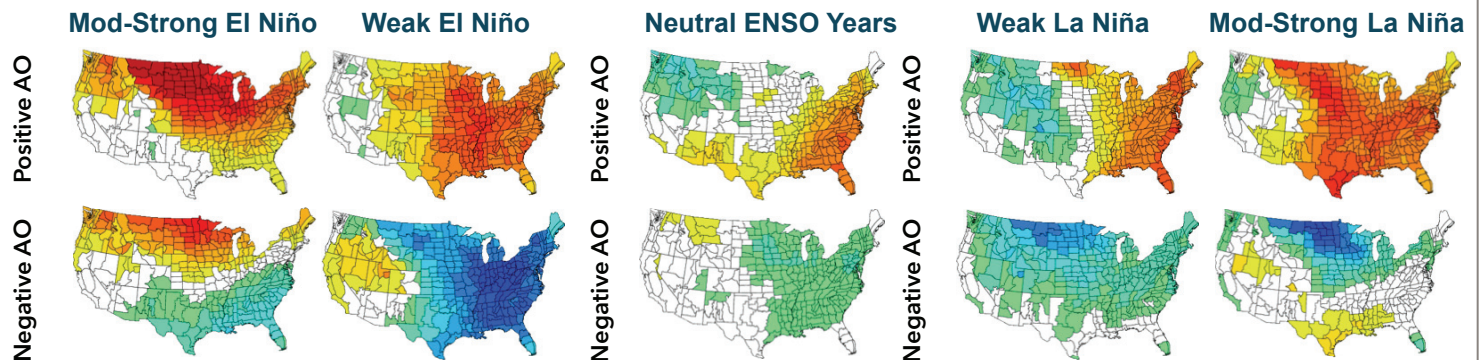 Mod-Strong El Niño
Weak El Niño
Neutral ENSO Years
Weak La Niña
Mod-Strong La Niña
Positive AO
Positive AO
Positive AO
Negative AO
Negative AO
Negative AO